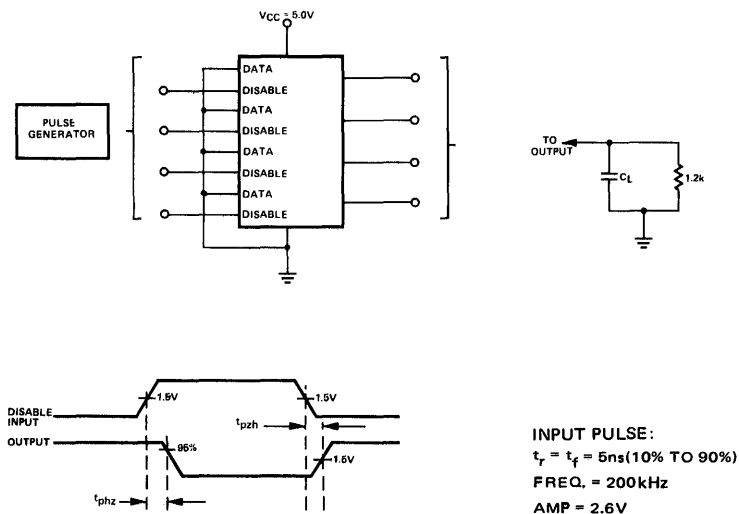 VCC = 5.0V
DATA
DISABLE
DATA
DISABLE
DATA
DISABLE
DATA
DISABLE
PULSE
GENERATOR
TO
OUTPUT
CL
1.2k
1.5V
1.5V
DISABLE
INPUT
tpzh
OUTPUT
95%
1.5V
tphz
INPUT PULSE:
tr = tf = 5ns(10% TO 90%)
FREQ. = 200kHz
AMP = 2.6V